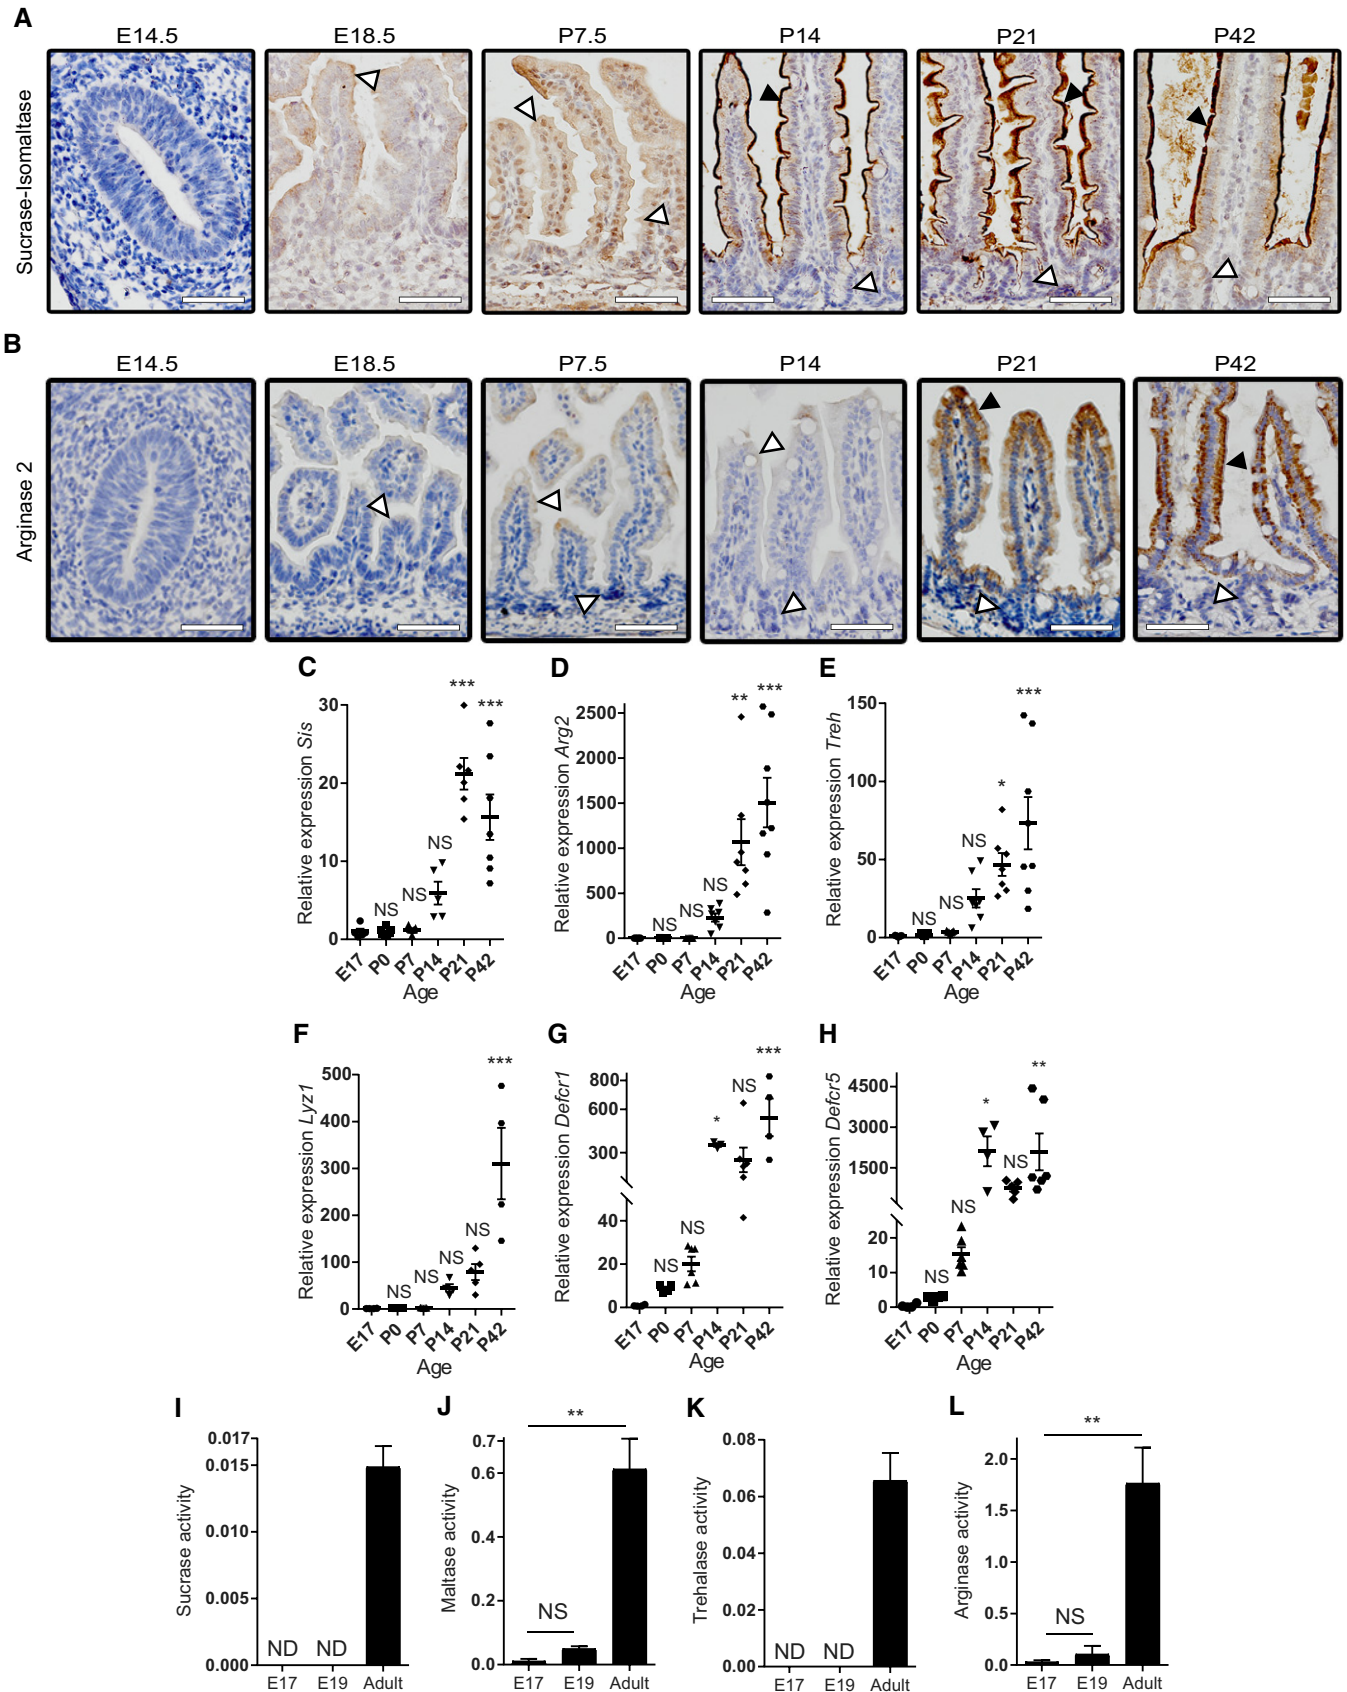 A
E14.5 E18.5 P7.5 P14 P21 P42
Sucrase-Isomaltase
B
E14.5 E18.5 P7.5 P14 P21 P42
Arginase 2
C
Relative expression Sis
30
20
10
0
NS NS NS *** ***
E17 P0 P7 P14 P21 P42
Age
D
Relative expression Arg2
2500
2000
1500
1000
500
0
NS NS NS ** ***
E17 P0 P7 P14 P21 P42
Age
E
Relative expression Treh
150
100
50
0
NS NS NS * ***
E17 P0 P7 P14 P21 P42
Age
F
Relative expression Lyz1
500
400
300
200
100
0
NS NS NS NS ***
E17 P0 P7 P14 P21 P42
Age
G
Relative expression Defcr1
800
600
300
40
20
0
NS NS * NS ***
E17 P0 P7 P14 P21 P42
Age
H
Relative expression Defcr5
4500
3000
1500
20
10
0
NS NS * NS **
E17 P0 P7 P14 P21 P42
Age
I
Sucrase activity
0.017
0.015
0.010
0.005
0.000
ND ND
E17 E19 Adult
J
Maltase activity
0.7
0.6
0.4
0.2
0.0
**
NS
E17 E19 Adult
K
Trehalase activity
0.08
0.06
0.04
0.02
0.00
ND ND
E17 E19 Adult
L
Arginase activity
2.0
1.5
1.0
0.5
0.0
**
NS
E17 E19 Adult